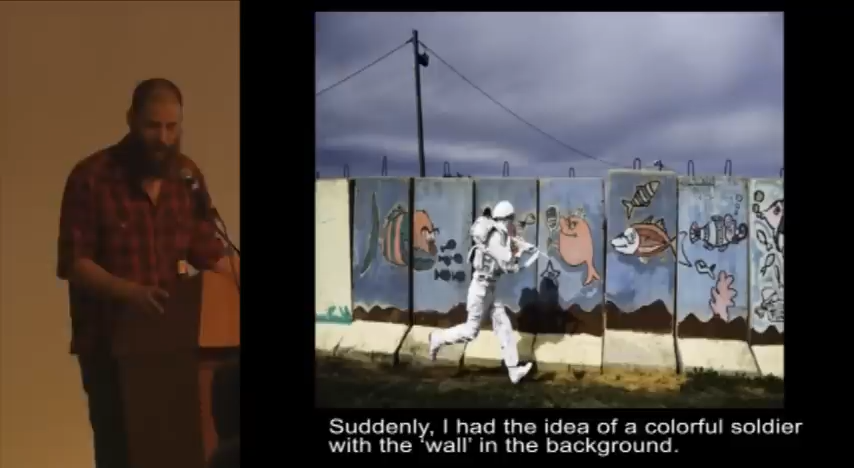 Suddenly, I had the idea of a colorful soldier
with the 'wall' in the background.